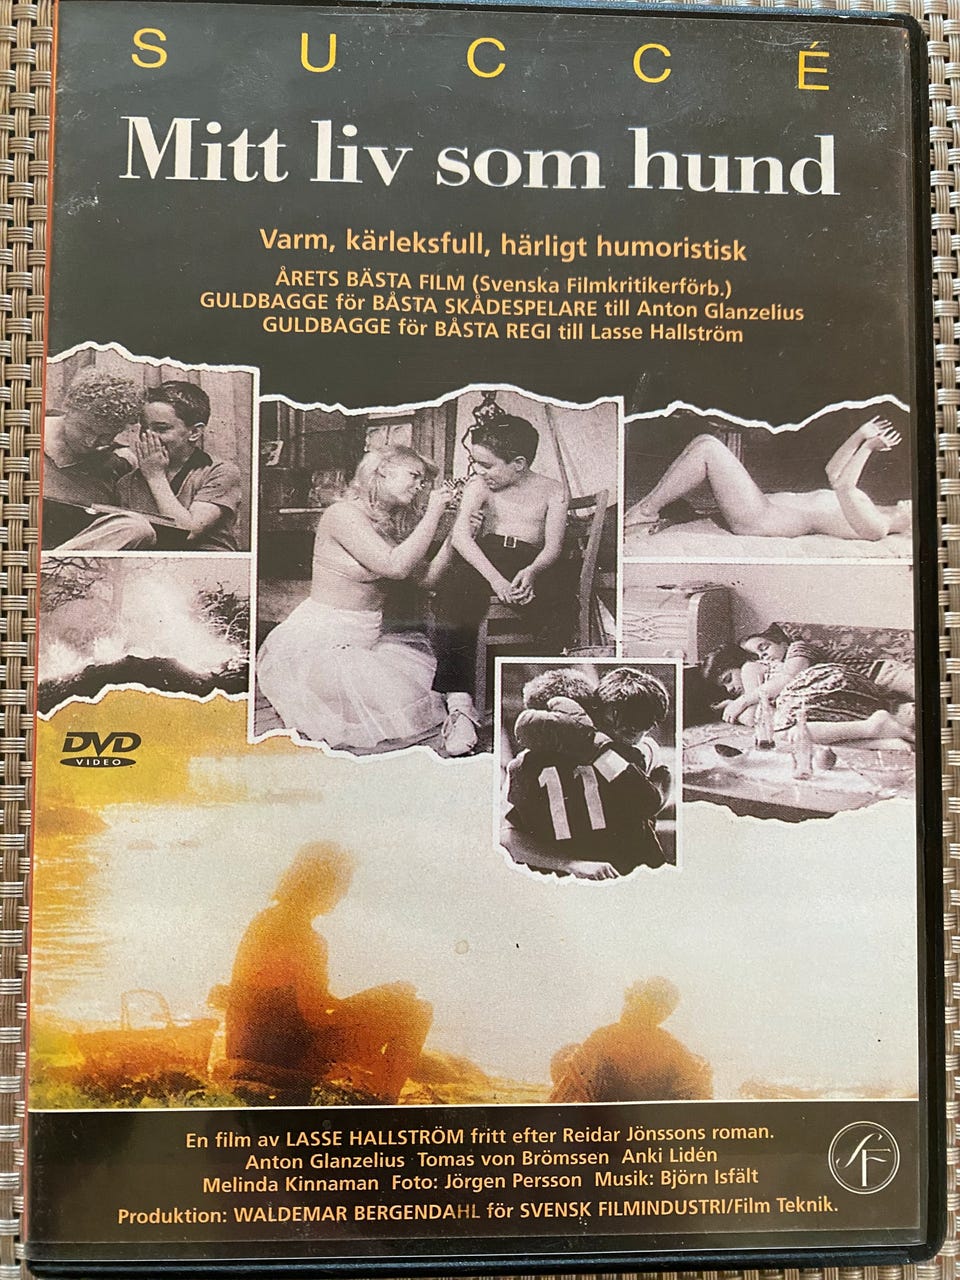 SUCCÉ
Mitt liv som hund
Varm, kärleksfull, härligt humoristisk
ÅRETS BÄSTA FILM (Svenska Filmkritikerförb.)
GULDBAGGE för BÅSTA SKÅDESPELARE till Anton Glanzelius
GULDBAGGE för BÅSTA REGI till Lasse Hallström
DVD
VIDEO
11
En film av LASSE HALLSTRÖM fritt efter Reidar Jönssons roman.
Anton Glanzelius Tomas von Brömssen Anki Lidén
Melinda Kinnaman Foto: Jörgen Persson Musik: Björn Isfält
SF
Produktion: WALDEMAR BERGENDAHL för SVENSK FILMINDUSTRI/Film Teknik.